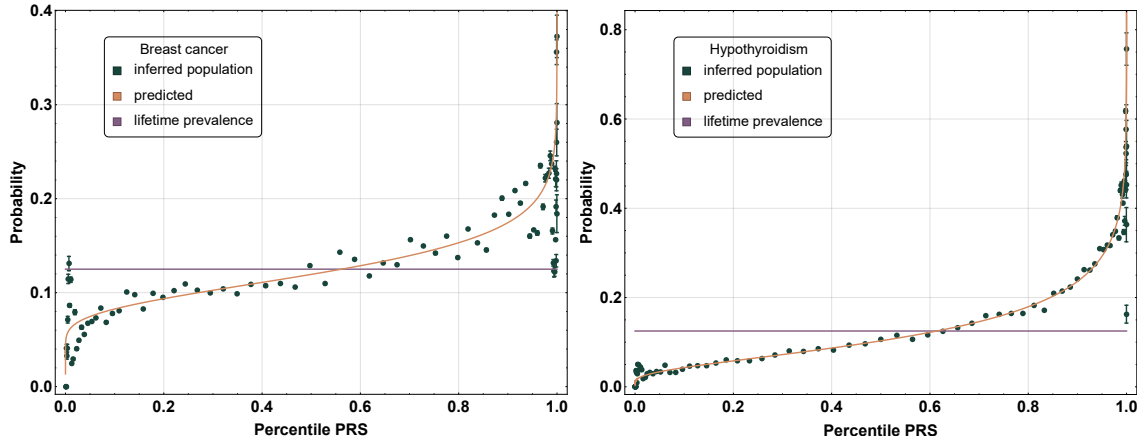 Breast cancer
inferred population
predicted
lifetime prevalence
Probability
0.4
0.3
0.2
0.1
0.0
0.0
0.2
0.4
0.6
0.8
1.0
Percentile PRS
Hypothyroidism
inferred population
predicted
lifetime prevalence
Probability
0.8
0.6
0.4
0.2
0.0
0.0
0.2
0.4
0.6
0.8
1.0
Percentile PRS